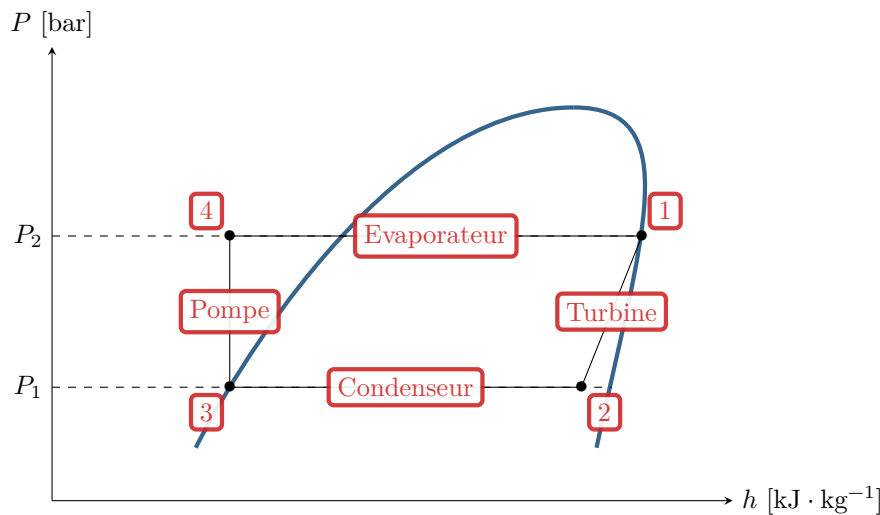 P [bar]
4
1
P₂
Evaporateur
Pompe
Turbine
P₁
Condenseur
3
2
h [kJ · kg⁻¹]